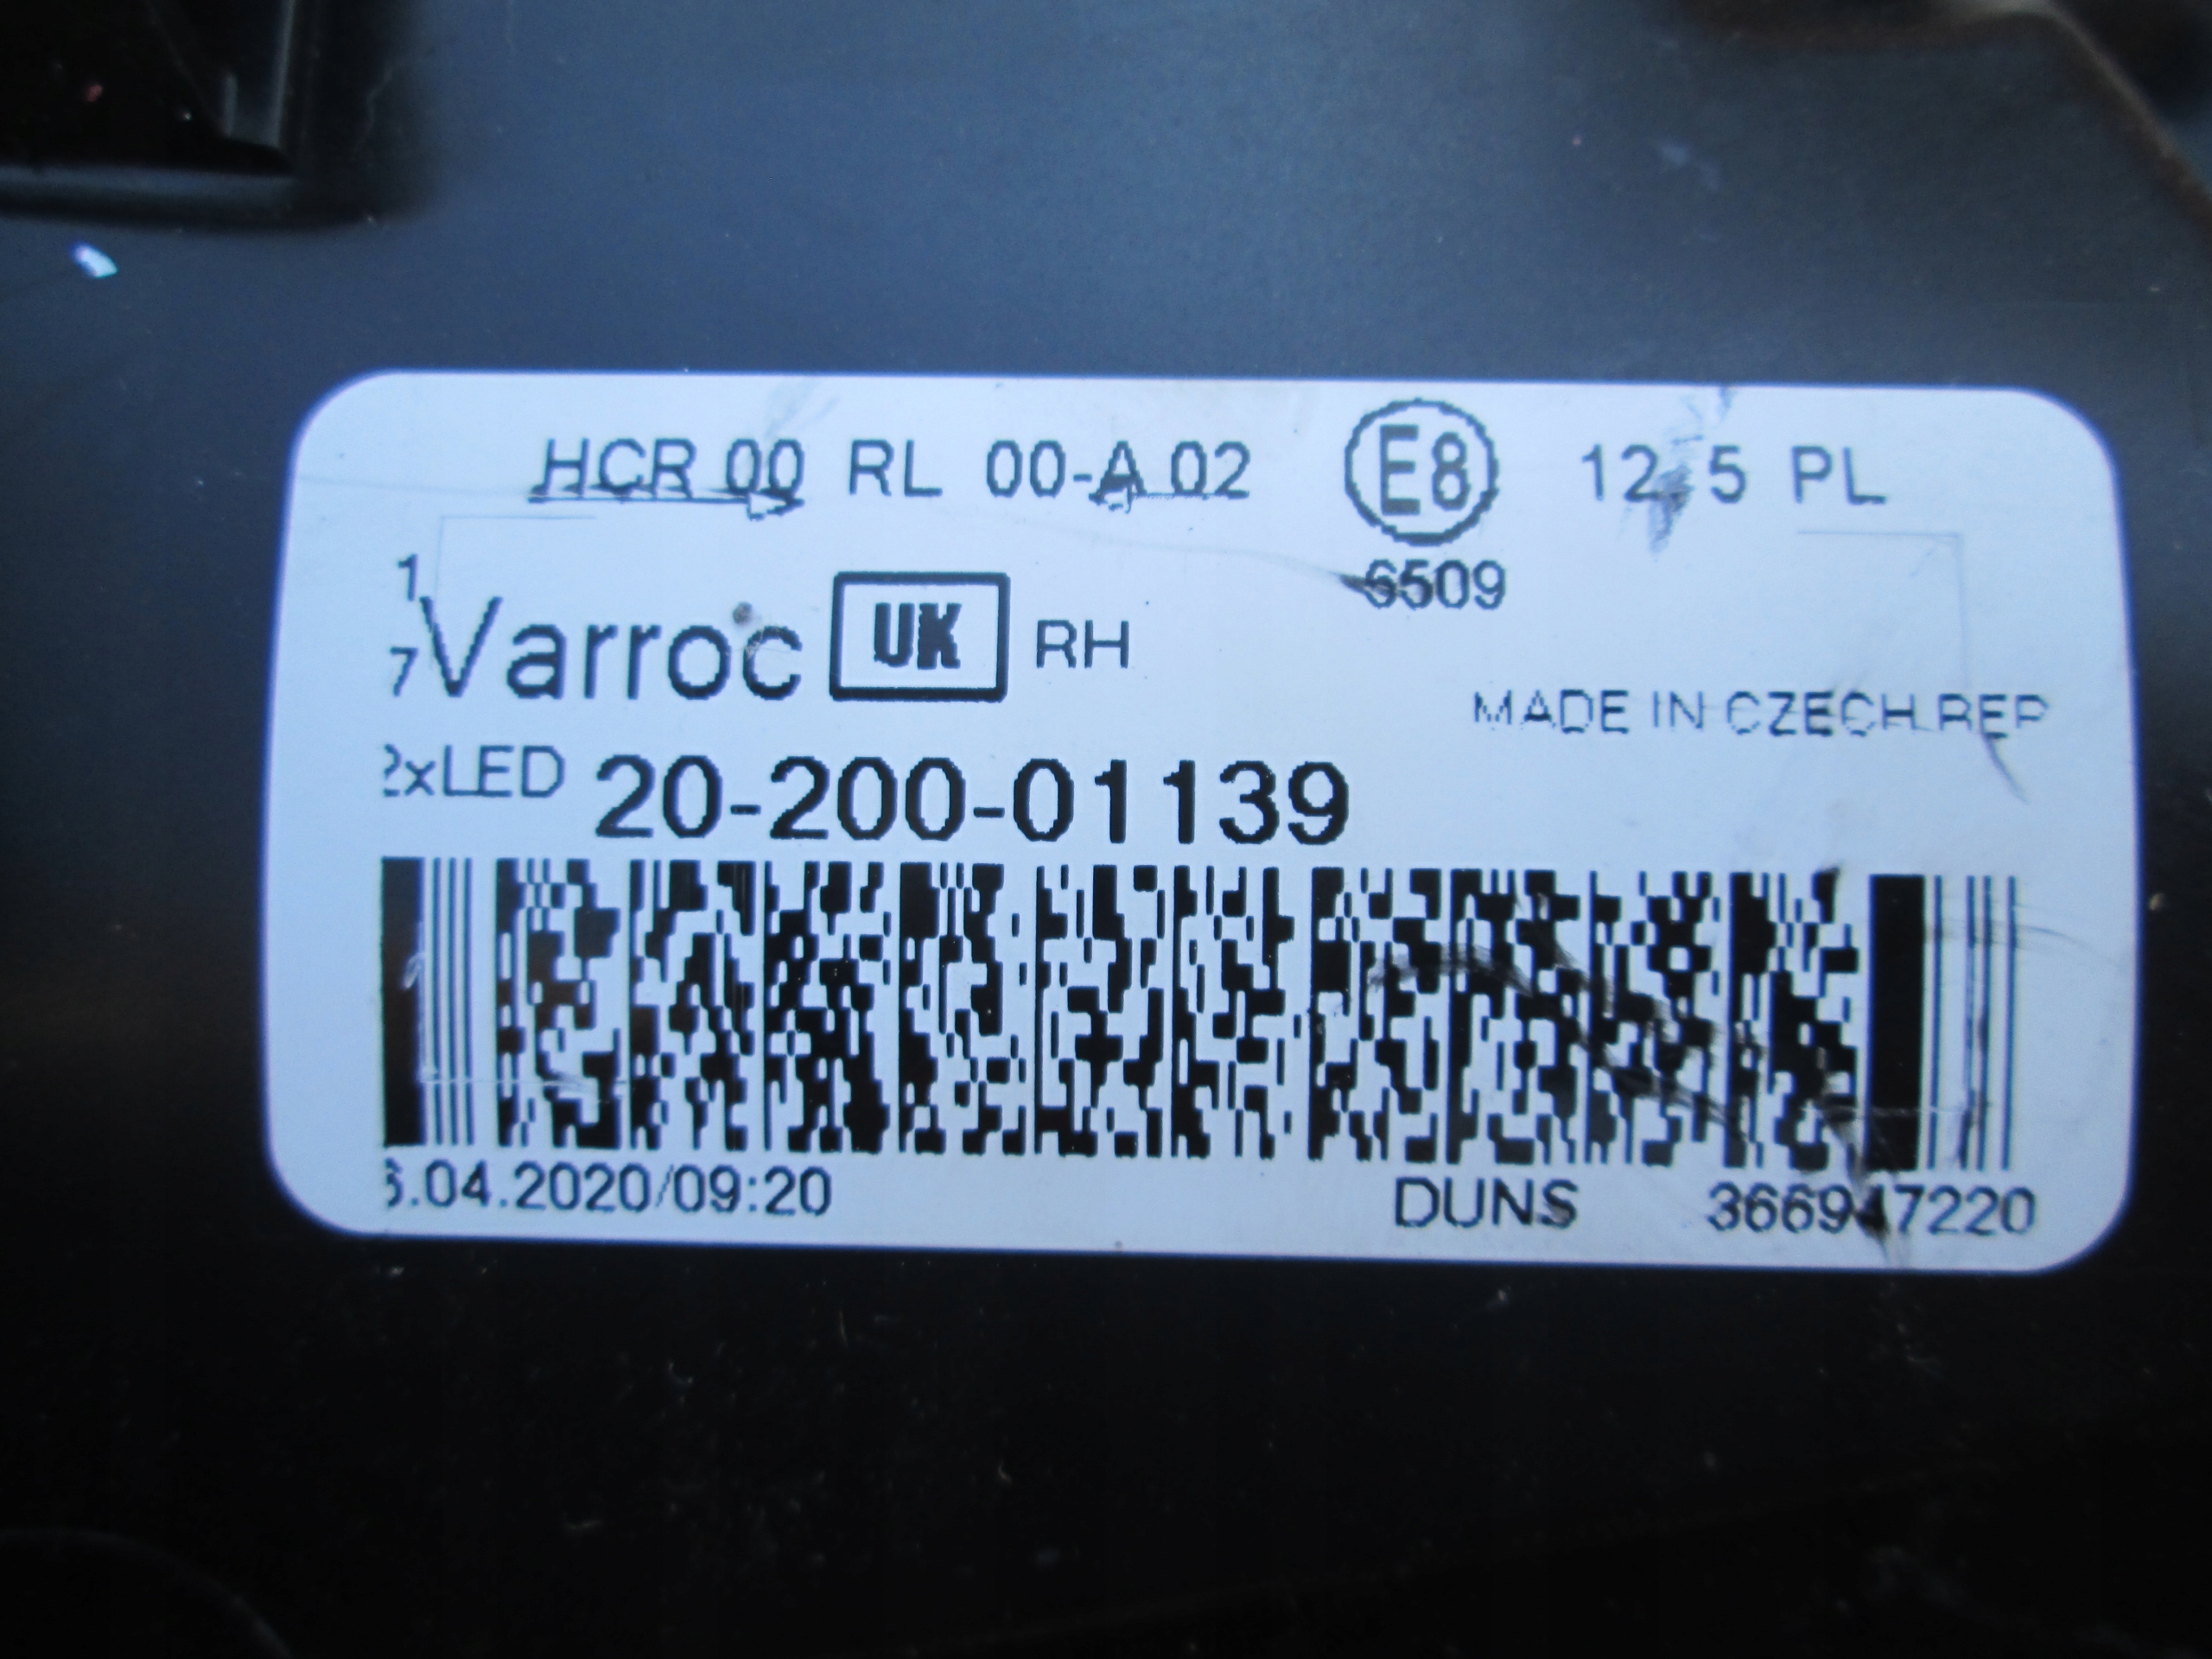 HCR 00 RL 00-A 02 E8 12,5 PL
6509
1
7
Varroc UK RH
MADE IN CZECH REP
2xLED 20-200-01139
.04.2020/09:20 DUNS 366947220